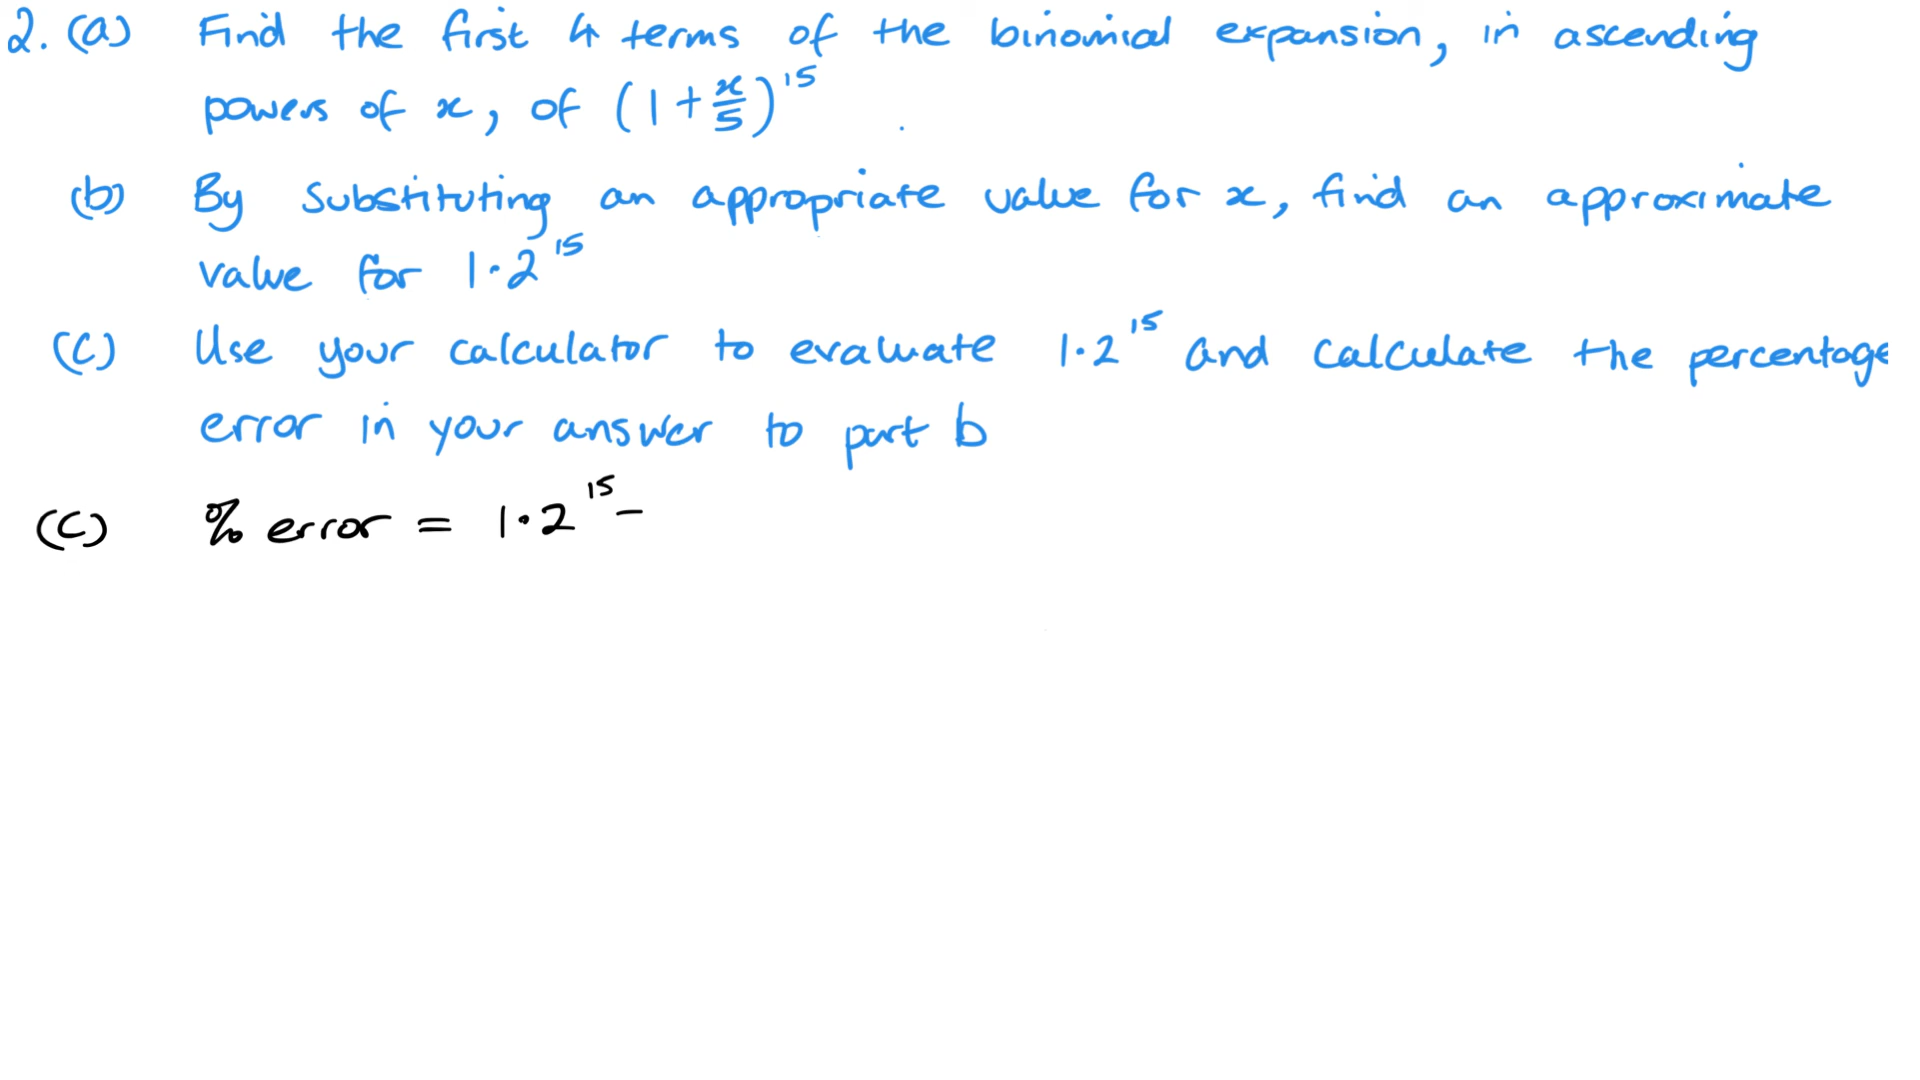 2. (a) Find the first 4 terms of the binomial expansion, in ascending
powers of x, of (1 + x/5)^15
(b) By substituting an appropriate value for x, find an approximate
value for 1·2^15
(c) Use your calculator to evaluate 1·2^15 and calculate the percentage
error in your answer to part b
(c) % error = 1·2^15 −